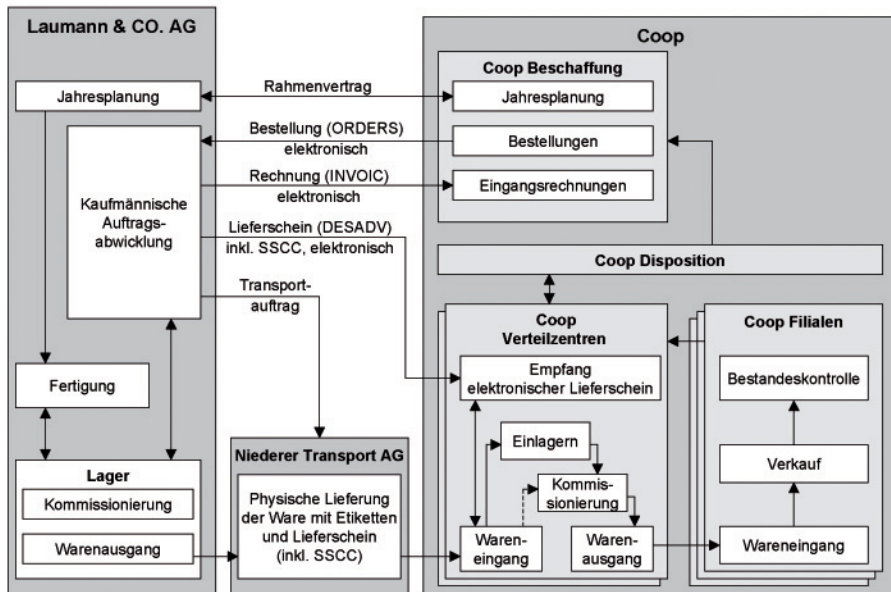 Laumann & CO. AG
Jahresplanung
Kaufmännische
Auftrags-
abwicklung
Fertigung
Lager
Kommissionierung
Warenausgang
Rahmenvertrag
Bestellung (ORDERS)
elektronisch
Rechnung (INVOIC)
elektronisch
Lieferschein (DESADV)
inkl. SSCC, elektronisch
Transport-
auftrag
Niederer Transport AG
Physische Lieferung
der Ware mit Etiketten
und Lieferschein
(inkl. SSCC)
Coop
Coop Beschaffung
Jahresplanung
Bestellungen
Eingangsrechnungen
Coop Disposition
Coop
Verteilzentren
Empfang
elektronischer Lieferschein
Einlagern
Kommis-
sionierung
Waren-
eingang
Waren-
ausgang
Coop Filialen
Bestandeskontrolle
Verkauf
Wareneingang